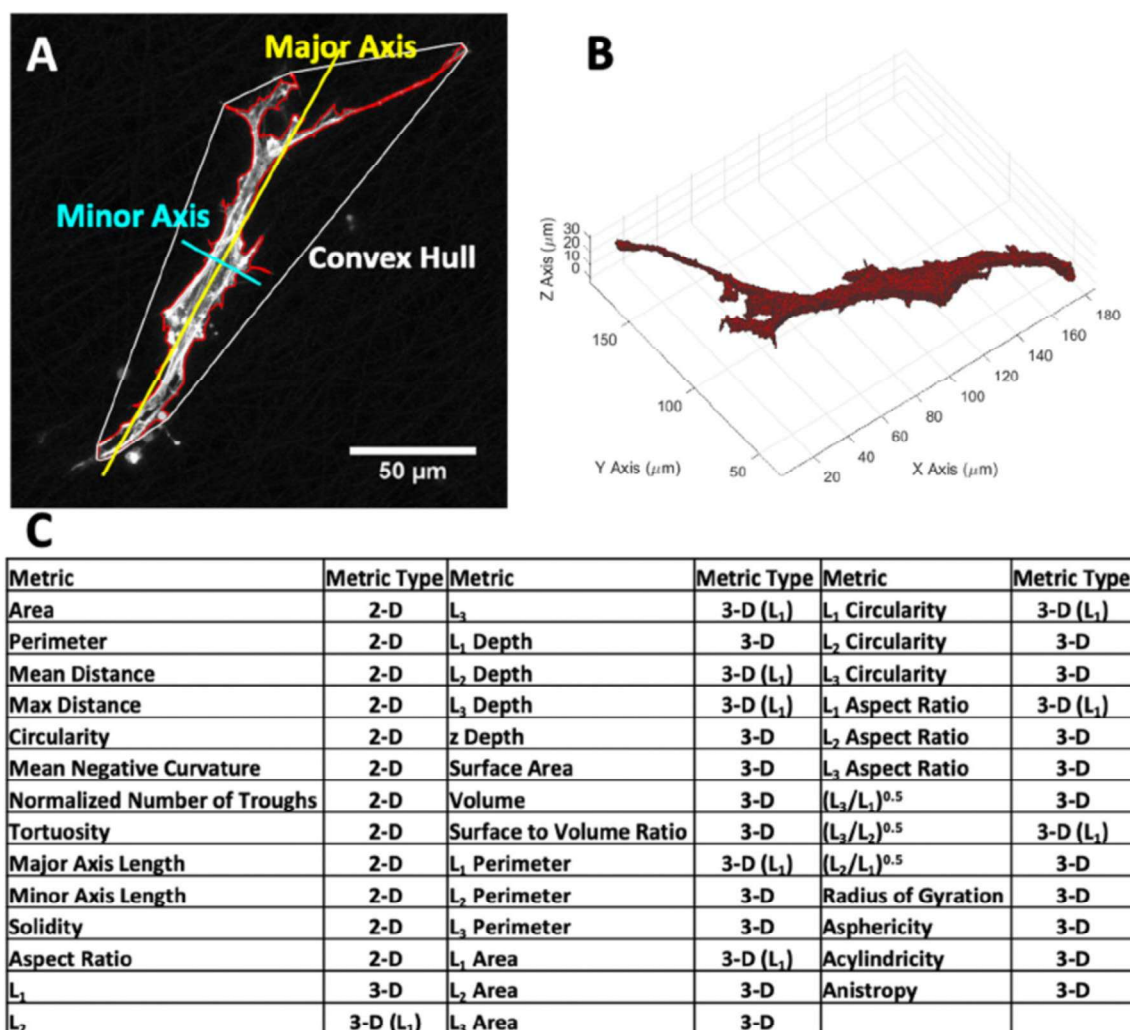 A
Major Axis
Minor Axis
Convex Hull
50 μm
B
Z Axis (μm)
30
20
10
0
150
100
50
Y Axis (μm)
20
40
60
80
100
120
140
160
180
X Axis (μm)
C
Metric Metric Type Metric Metric Type Metric Metric Type
Area 2-D L₃ 3-D (L₁) L₁ Circularity 3-D (L₁)
Perimeter 2-D L₁ Depth 3-D L₂ Circularity 3-D
Mean Distance 2-D L₂ Depth 3-D (L₁) L₃ Circularity 3-D
Max Distance 2-D L₃ Depth 3-D (L₁) L₁ Aspect Ratio 3-D (L₁)
Circularity 2-D z Depth 3-D L₂ Aspect Ratio 3-D
Mean Negative Curvature 2-D Surface Area 3-D L₃ Aspect Ratio 3-D
Normalized Number of Troughs 2-D Volume 3-D (L₃/L₁)⁰·⁵ 3-D
Tortuosity 2-D Surface to Volume Ratio 3-D (L₃/L₂)⁰·⁵ 3-D (L₁)
Major Axis Length 2-D L₁ Perimeter 3-D (L₁) (L₂/L₁)⁰·⁵ 3-D
Minor Axis Length 2-D L₂ Perimeter 3-D Radius of Gyration 3-D
Solidity 2-D L₃ Perimeter 3-D Asphericity 3-D
Aspect Ratio 2-D L₁ Area 3-D (L₁) Acylindricity 3-D
L₁ 3-D L₂ Area 3-D Anistropy 3-D
L₂ 3-D (L₁) L₃ Area 3-D